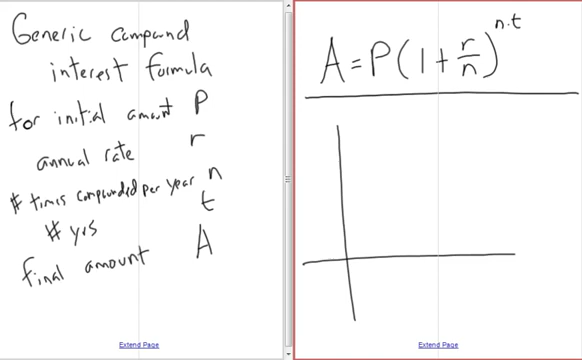 Generic compound
interest formula
for initial amount P
annual rate r
# times compounded per year n
# yrs t
final amount A
Extend Page
A = P(1 + r/n)^n·t
Extend Page